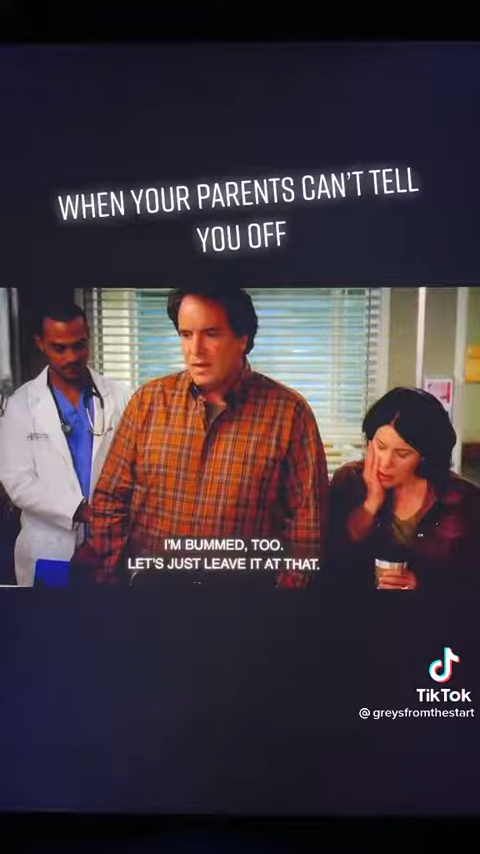 WHEN YOUR PARENTS CAN'T TELL
YOU OFF
I'M BUMMED, TOO.
LET'S JUST LEAVE IT AT THAT.
TikTok
@ greysfromthestart